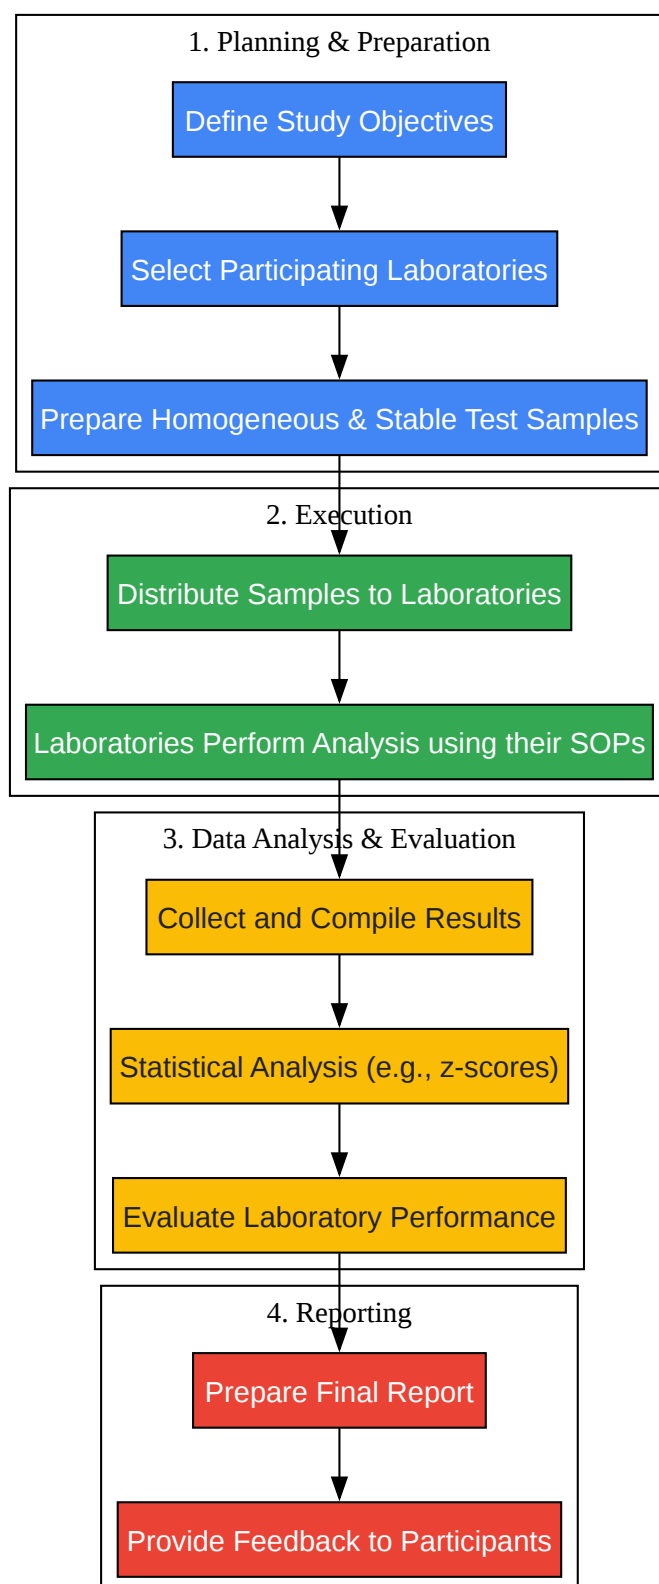 1. Planning & Preparation
Define Study Objectives
Select Participating Laboratories
Prepare Homogeneous & Stable Test Samples
2. Execution
Distribute Samples to Laboratories
Laboratories Perform Analysis using their SOPs
3. Data Analysis & Evaluation
Collect and Compile Results
Statistical Analysis (e.g., z-scores)
Evaluate Laboratory Performance
4. Reporting
Prepare Final Report
Provide Feedback to Participants